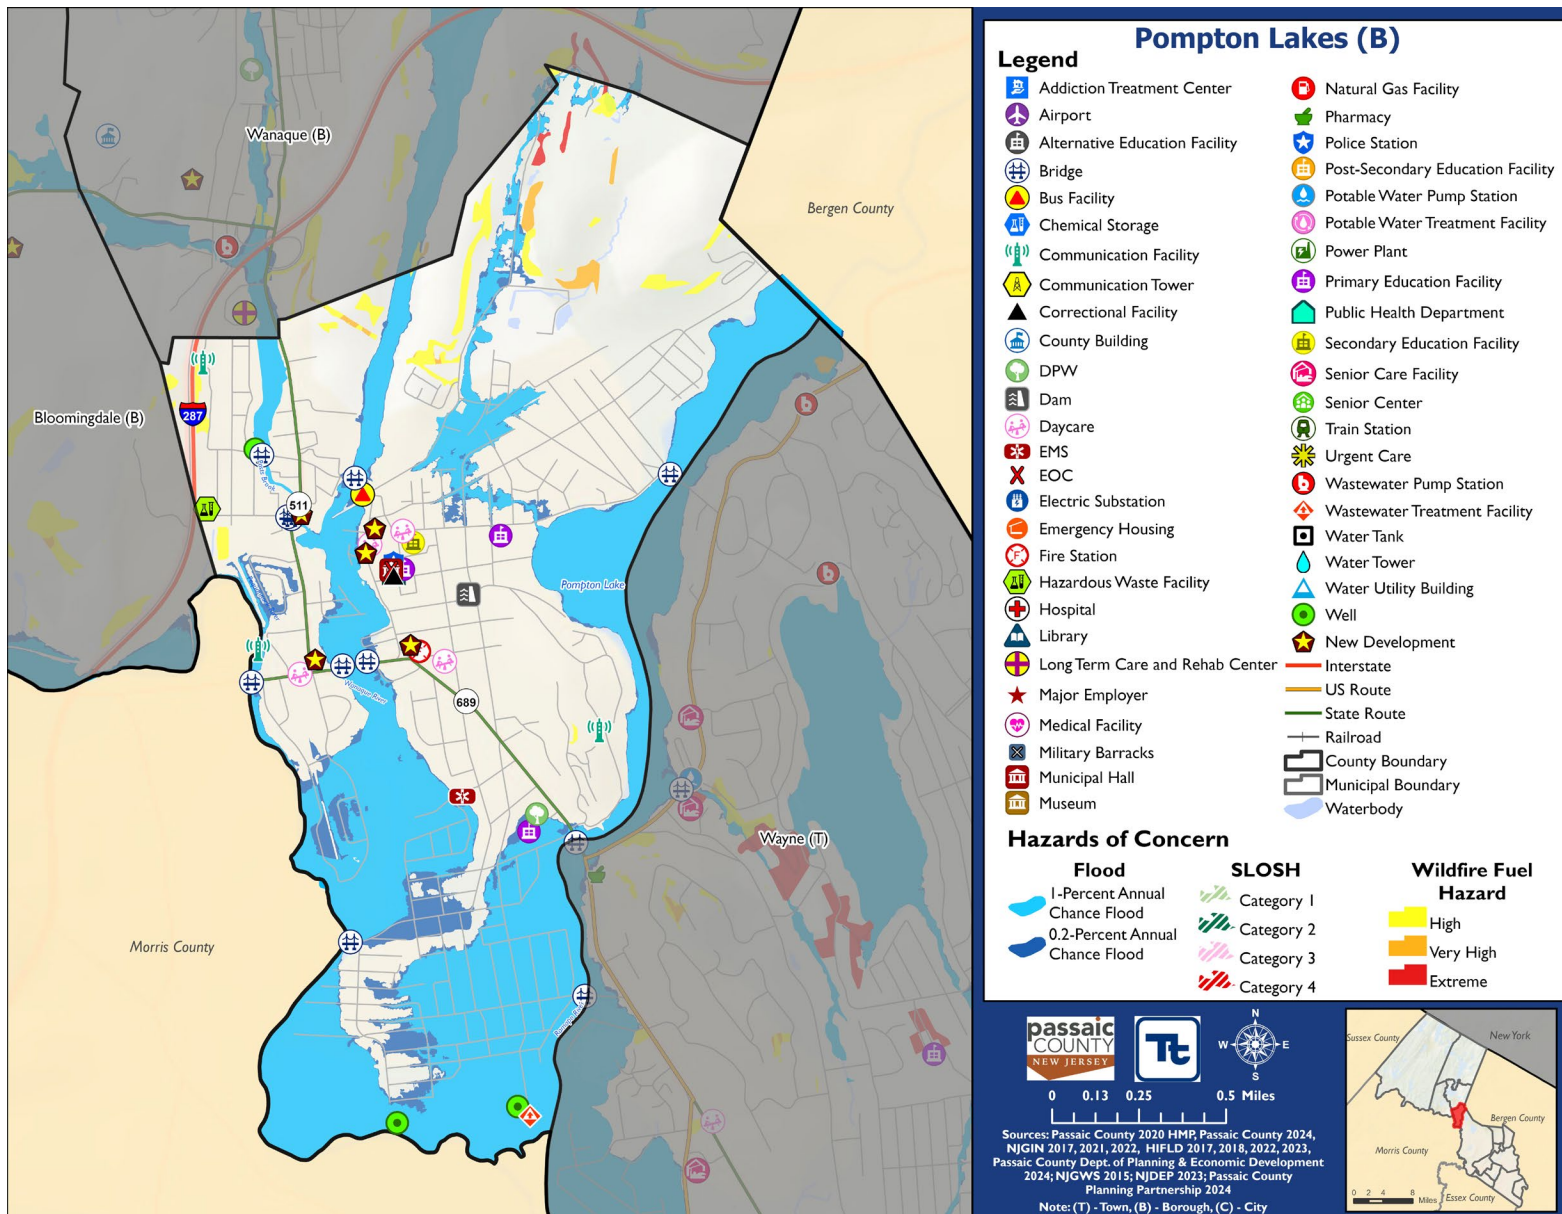 Pompton Lakes (B)
Legend
Addiction Treatment Center
Airport
Alternative Education Facility
Bridge
Bus Facility
Chemical Storage
Communication Facility
Communication Tower
Correctional Facility
County Building
DPW
Dam
Daycare
EMS
EOC
Electric Substation
Emergency Housing
Fire Station
Hazardous Waste Facility
Hospital
Library
Long Term Care and Rehab Center
Major Employer
Medical Facility
Military Barracks
Municipal Hall
Museum
Natural Gas Facility
Pharmacy
Police Station
Post-Secondary Education Facility
Potable Water Pump Station
Potable Water Treatment Facility
Power Plant
Primary Education Facility
Public Health Department
Secondary Education Facility
Senior Care Facility
Senior Center
Train Station
Urgent Care
Wastewater Pump Station
Wastewater Treatment Facility
Water Tank
Water Tower
Water Utility Building
Well
New Development
Interstate
US Route
State Route
Railroad
County Boundary
Municipal Boundary
Waterbody
Hazards of Concern
Flood
1-Percent Annual
Chance Flood
0.2-Percent Annual
Chance Flood
SLOSH
Category 1
Category 2
Category 3
Category 4
Wildfire Fuel
Hazard
High
Very High
Extreme
Wanaque (B)
Bergen County
Bloomingdale (B)
287
511
Pompton Lake
Wanaque River
689
Wayne (T)
Morris County
Ramapo River
passaic
COUNTY
NEW JERSEY
Tt
N
W
E
S
0 0.13 0.25 0.5 Miles
Sources: Passaic County 2020 HMP, Passaic County 2024,
NJGIN 2017, 2021, 2022, HIFLD 2017, 2018, 2022, 2023,
Passaic County Dept. of Planning & Economic Development
2024; NJGWS 2015; NJDEP 2023; Passaic County
Planning Partnership 2024
Note: (T) - Town, (B) - Borough, (C) - City
Sussex County
New York
Bergen County
Morris County
Essex County
0 2 4 8 Miles